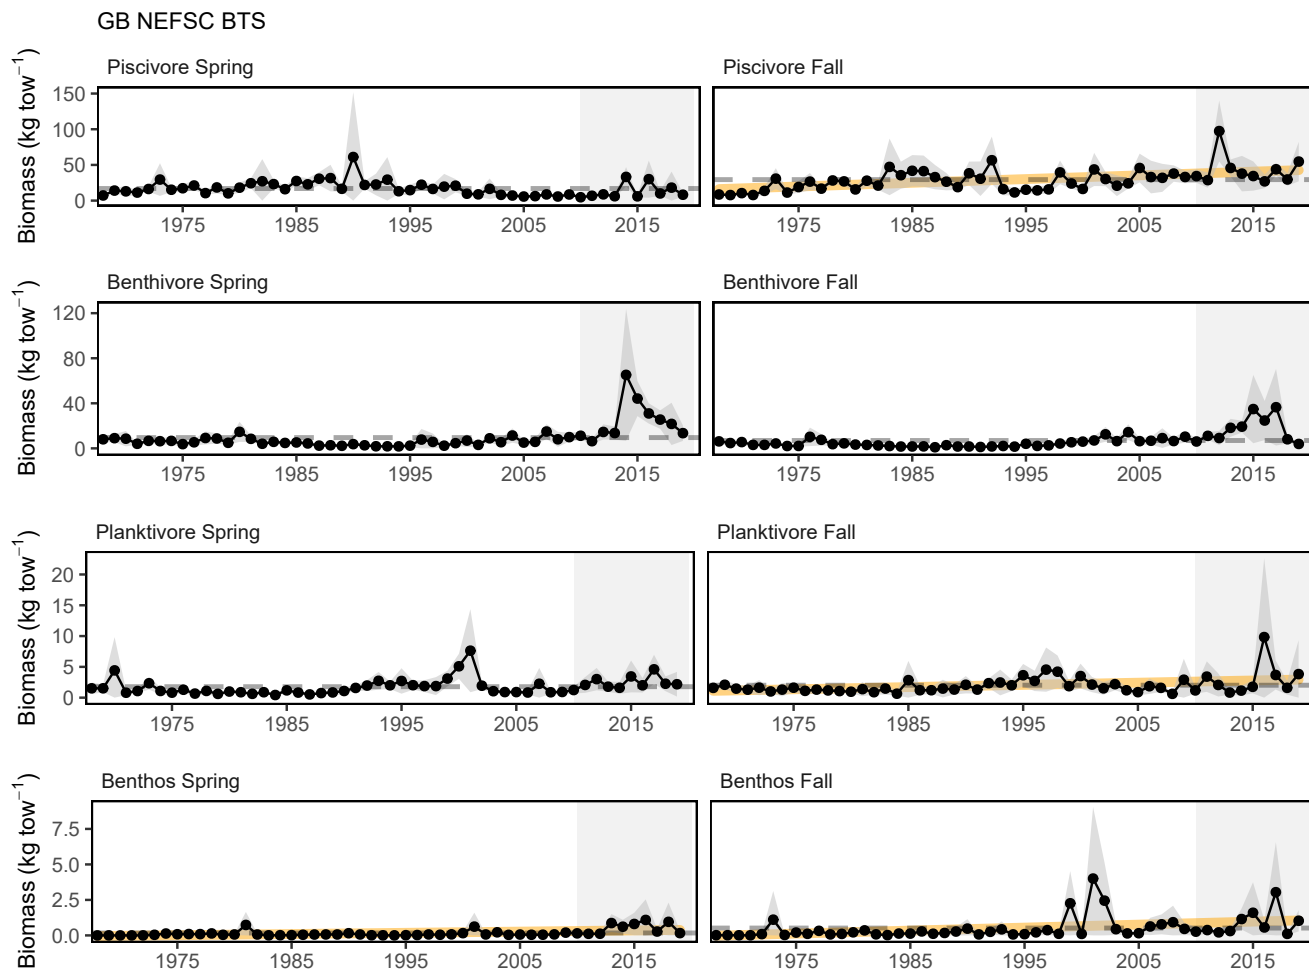 GB NEFSC BTS
Piscivore Spring
Piscivore Fall
Biomass (kg tow⁻¹)
150
100
50
0
1975 1985 1995 2005 2015
1975 1985 1995 2005 2015
Benthivore Spring
Benthivore Fall
Biomass (kg tow⁻¹)
120
80
40
0
1975 1985 1995 2005 2015
1975 1985 1995 2005 2015
Planktivore Spring
Planktivore Fall
Biomass (kg tow⁻¹)
20
15
10
5
0
1975 1985 1995 2005 2015
1975 1985 1995 2005 2015
Benthos Spring
Benthos Fall
Biomass (kg tow⁻¹)
7.5
5.0
2.5
0.0
1975 1985 1995 2005 2015
1975 1985 1995 2005 2015